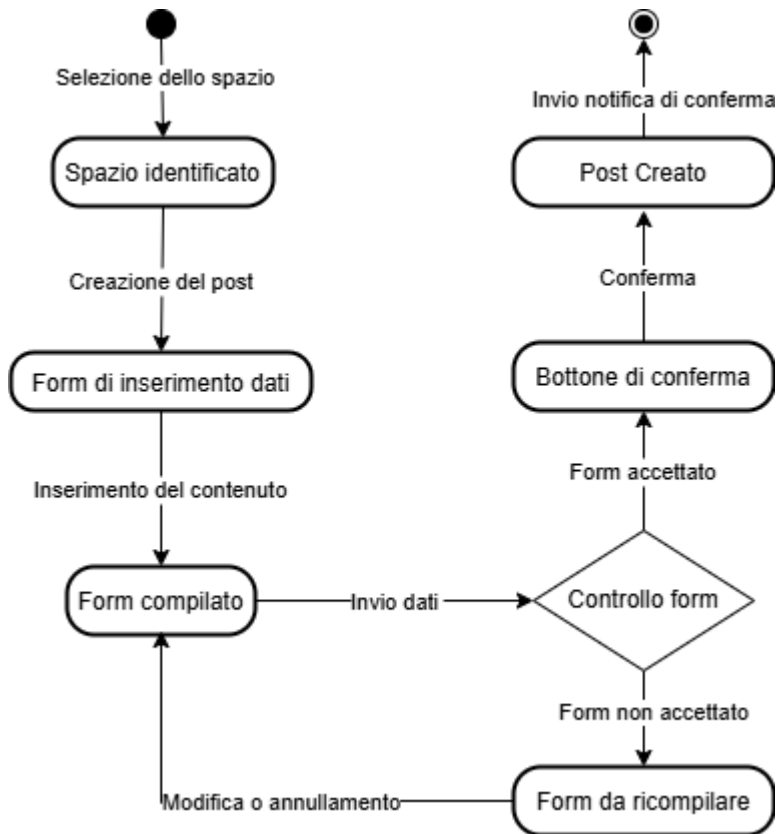 Selezione dello spazio
Spazio identificato
Creazione del post
Form di inserimento dati
Inserimento del contenuto
Form compilato
Invio dati
Controllo form
Form accettato
Bottone di conferma
Conferma
Post Creato
Invio notifica di conferma
Form non accettato
Form da ricompilare
Modifica o annullamento